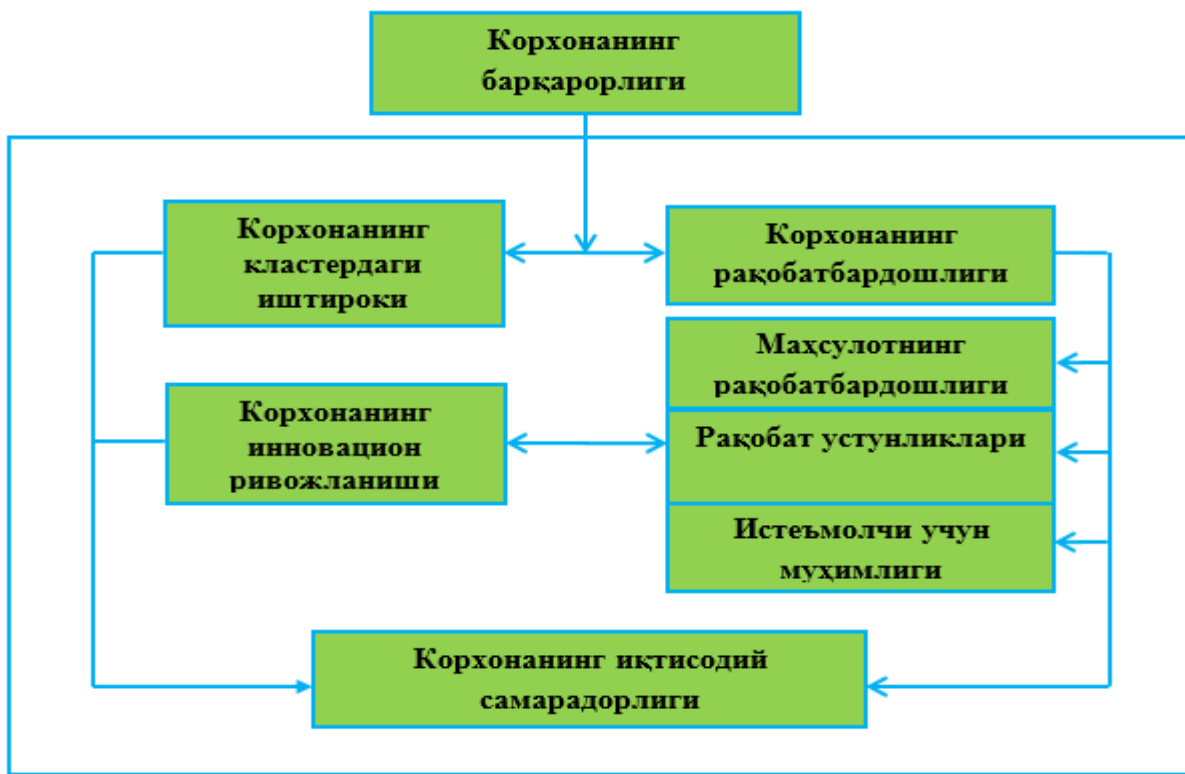 Корхонанинг
барқарорлиги
Корхонанинг
кластердаги
иштироки
Корхонанинг
рақобатбардошлиги
Маҳсулотнинг
рақобатбардошлиги
Корхонанинг
инновацион
ривожланиши
Рақобат устунликлари
Истеъмолчи учун
муҳимлиги
Корхонанинг иқтисодий
самарадорлиги